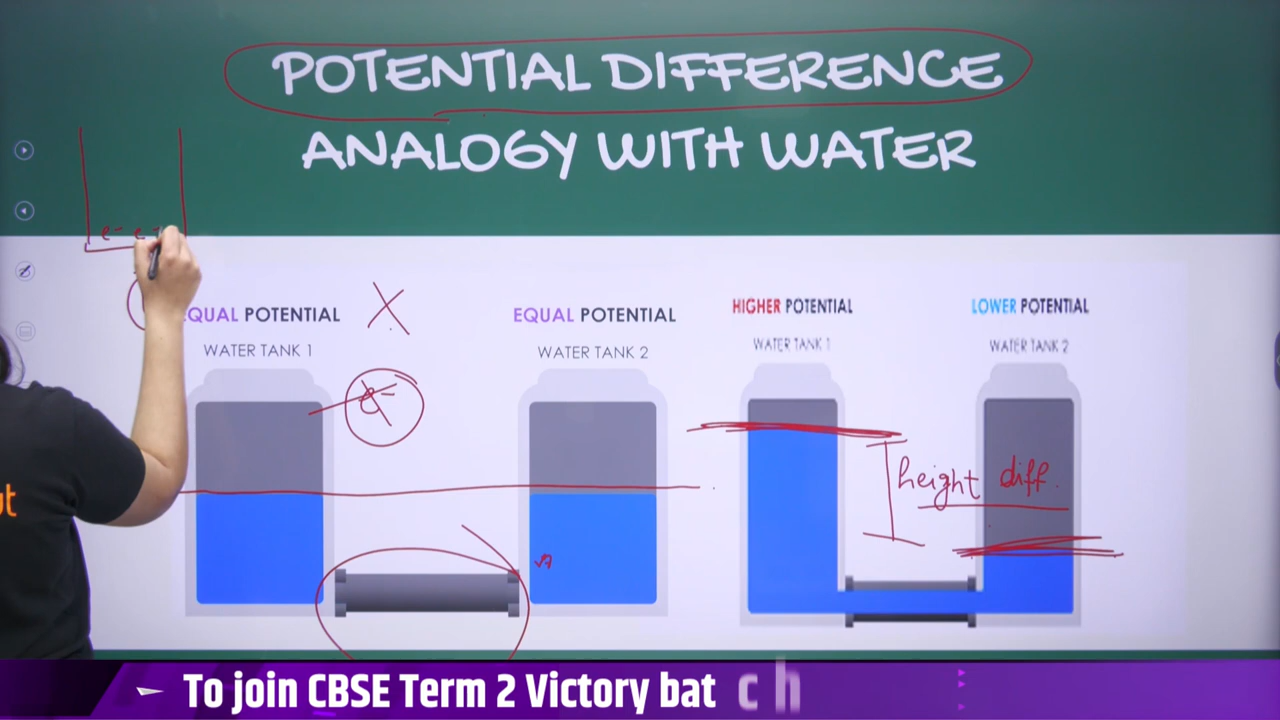 POTENTIAL DIFFERENCE
ANALOGY WITH WATER
e- e-
EQUAL POTENTIAL
WATER TANK 1
EQUAL POTENTIAL
WATER TANK 2
HIGHER POTENTIAL
WATER TANK 1
LOWER POTENTIAL
WATER TANK 2
e-
height diff.
To join CBSE Term 2 Victory batch